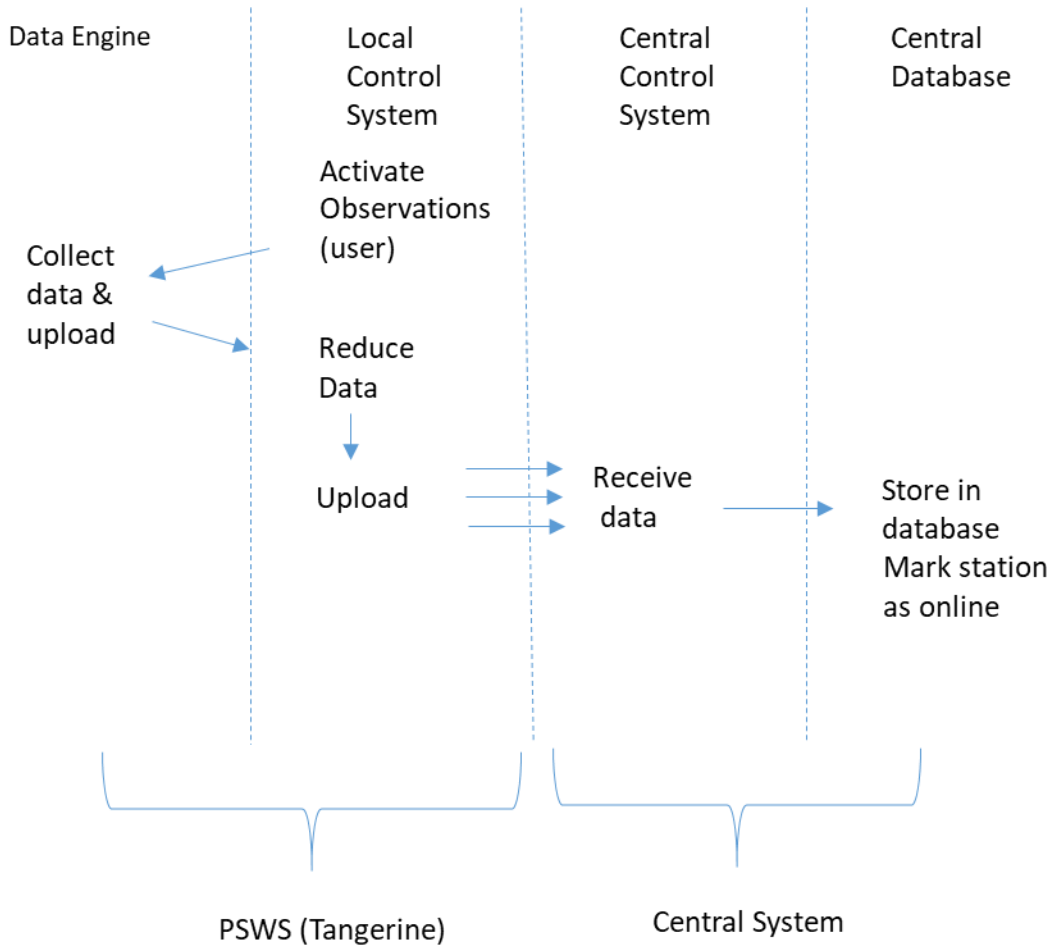 Data Engine
Local
Control
System
Central
Control
System
Central
Database
Activate
Observations
(user)
Collect
data &
upload
Reduce
Data
Upload
Receive
data
Store in
database
Mark station
as online
PSWS (Tangerine)
Central System